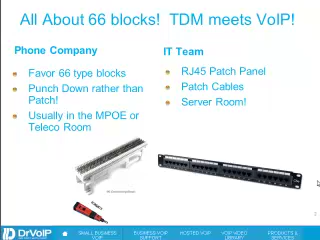 All About 66 blocks!  TDM meets VoIP!
Phone Company
Favor 66 type blocks
Punch Down rather than
Patch!
Usually in the MPOE or
Teleco Room
IT Team
RJ45 Patch Panel
Patch Cables
Server Room!
DrVoIP
SMALL BUSINESS
VOIP
BUSINESS VOIP
SUPPORT
HOSTED VOIP
VOIP VIDEO
LIBRARY
PRODUCTS &
SERVICES